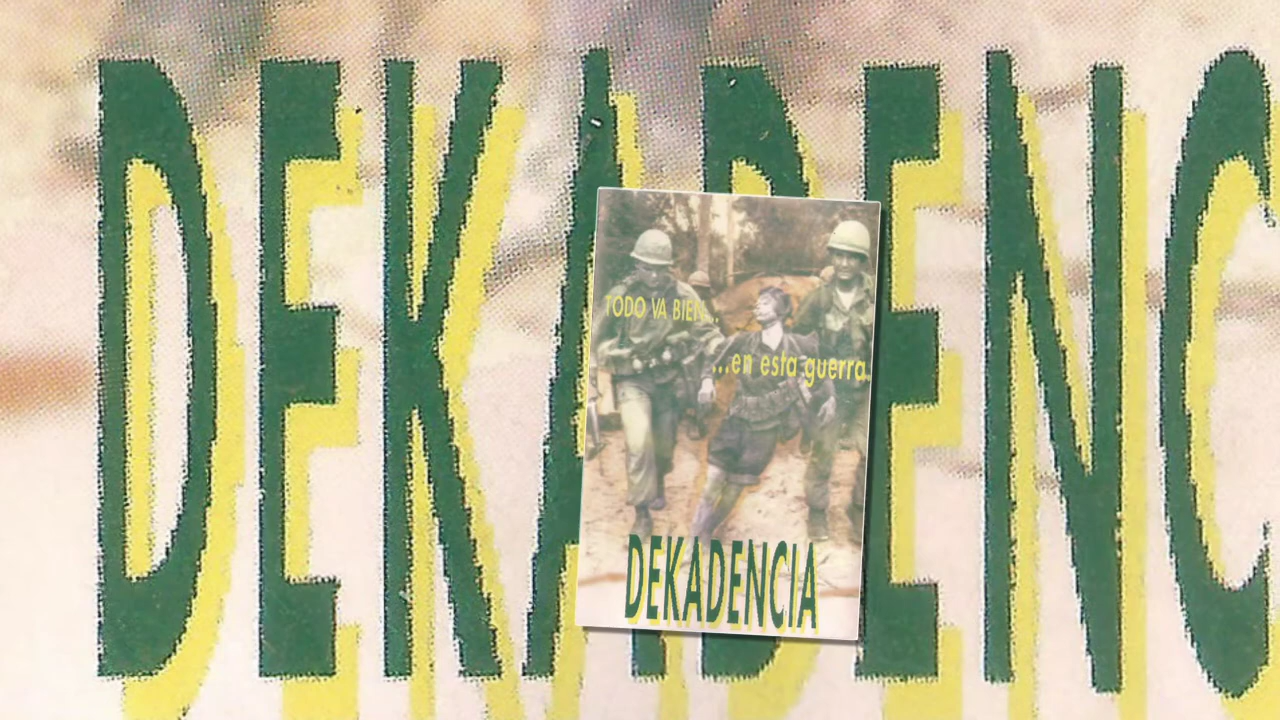 DEKADENC
TODO VA BIEN...
...en esta guerra.
DEKADENCIA